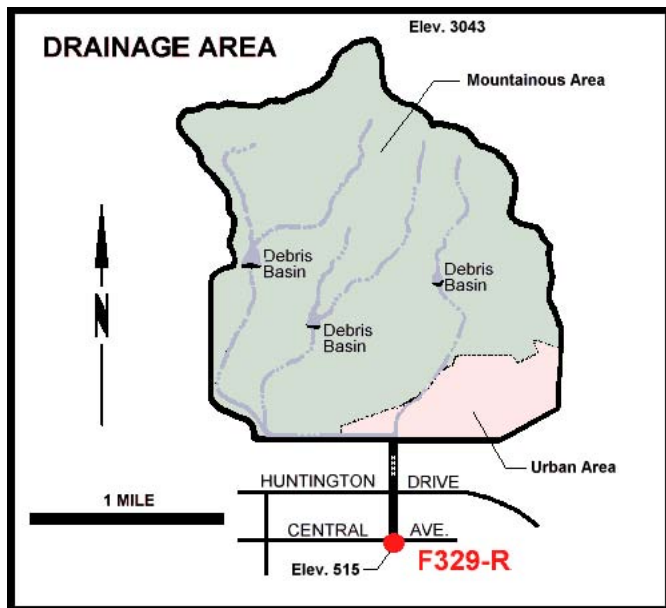 Elev. 3043
DRAINAGE AREA
Mountainous Area
Debris
Basin
Debris
Basin
Debris
Basin
N
Urban Area
HUNTINGTON DRIVE
1 MILE
CENTRAL AVE.
Elev. 515
F329-R